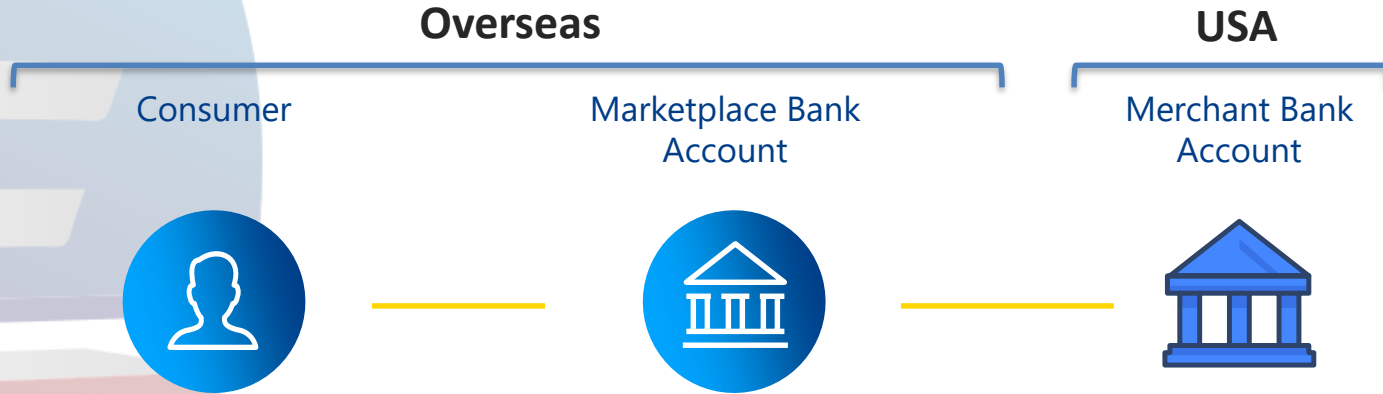 Overseas
USA
Consumer
Marketplace Bank
Account
Merchant Bank
Account